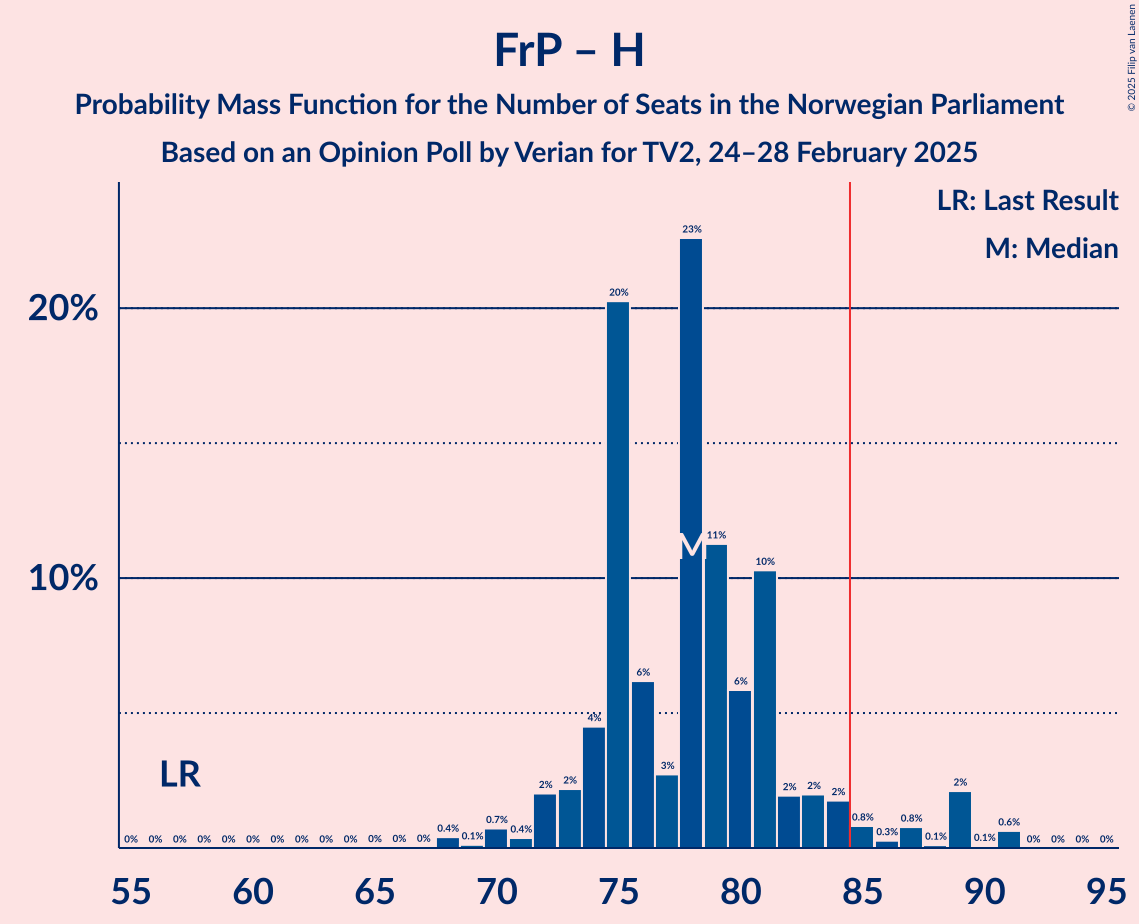 FrP – H
Probability Mass Function for the Number of Seats in the Norwegian Parliament
Based on an Opinion Poll by Verian for TV2, 24–28 February 2025
© 2025 Filip van Laenen
LR: Last Result
M: Median
20%
10%
LR
M
0% 0% 0% 0% 0% 0% 0% 0% 0% 0% 0% 0% 0% 0.4% 0.1% 0.7% 0.4% 2% 2% 4% 20% 6% 3% 23% 11% 6% 10% 2% 2% 2% 0.8% 0.3% 0.8% 0.1% 2% 0.1% 0.6% 0% 0% 0% 0%
55 60 65 70 75 80 85 90 95